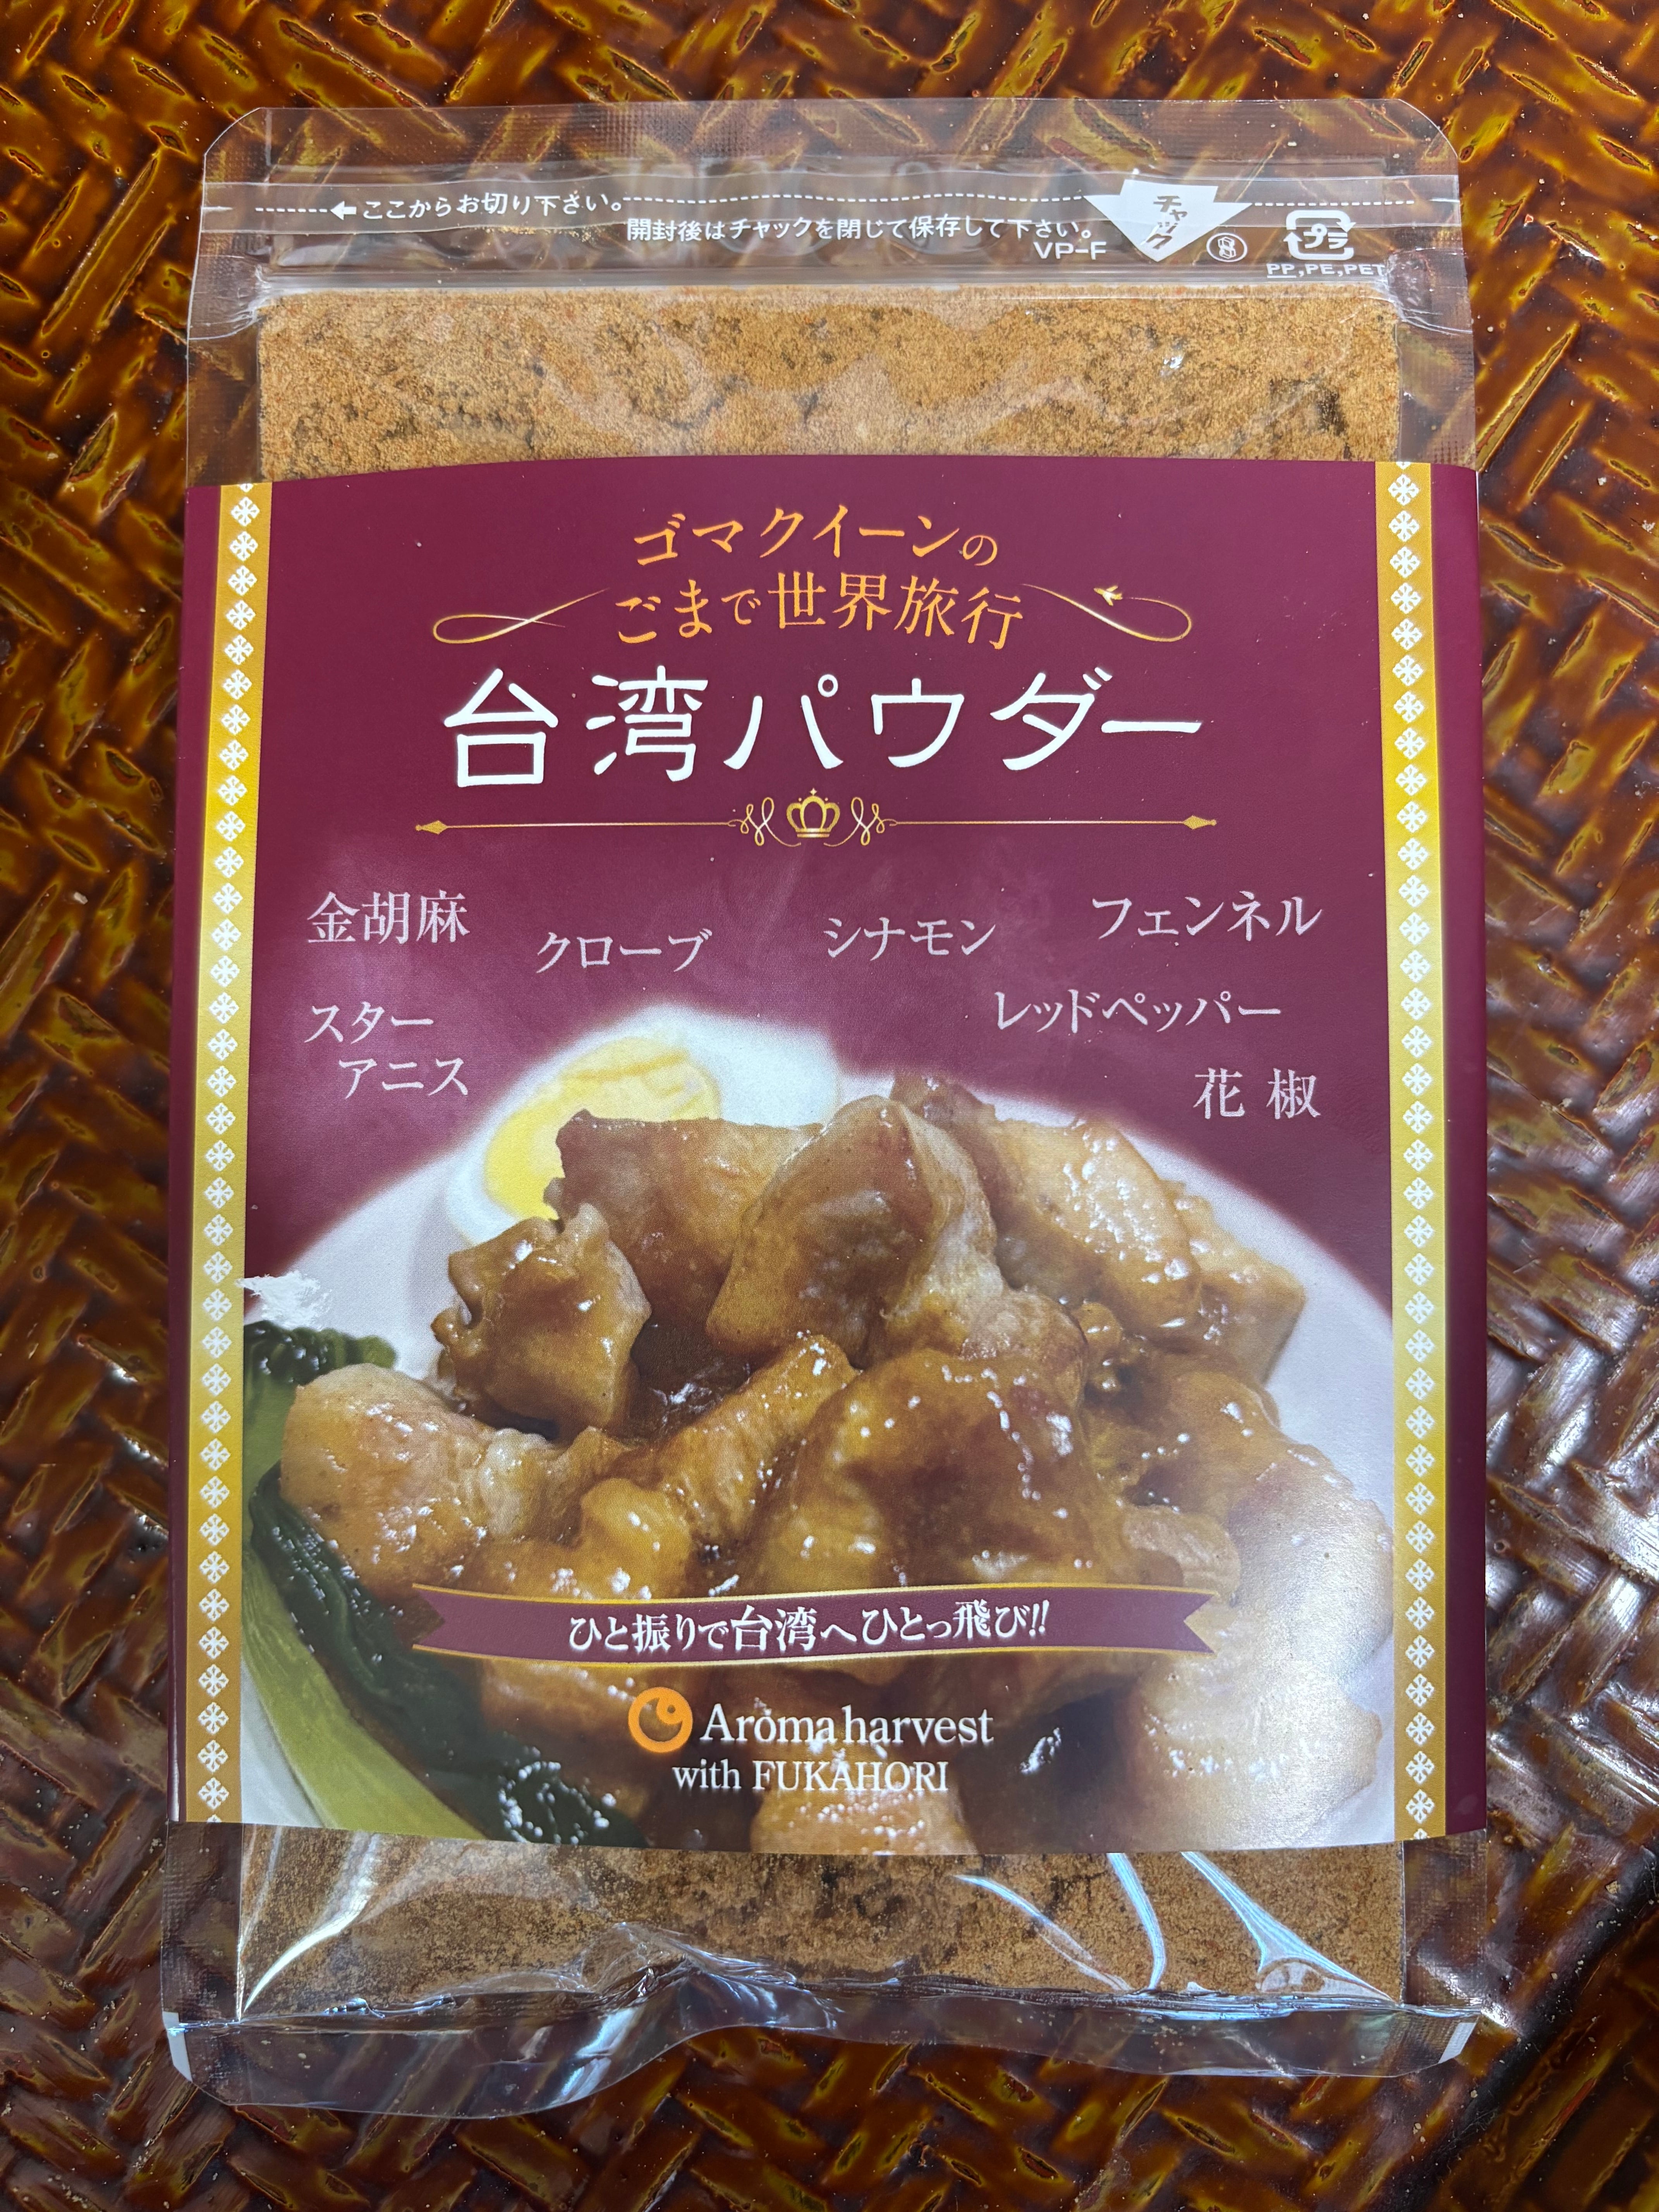 ここからお切り下さい。
開封後はチャックを閉じて保存して下さい。
VP-F
チャック
プラ
PP,PE,PET
ゴマクイーンの
ごまで世界旅行
台湾パウダー
金胡麻
クローブ
シナモン
フェンネル
スター
アニス
レッドペッパー
花椒
ひと振りで台湾へひとっ飛び!!
Aroma harvest
with FUKAHORI